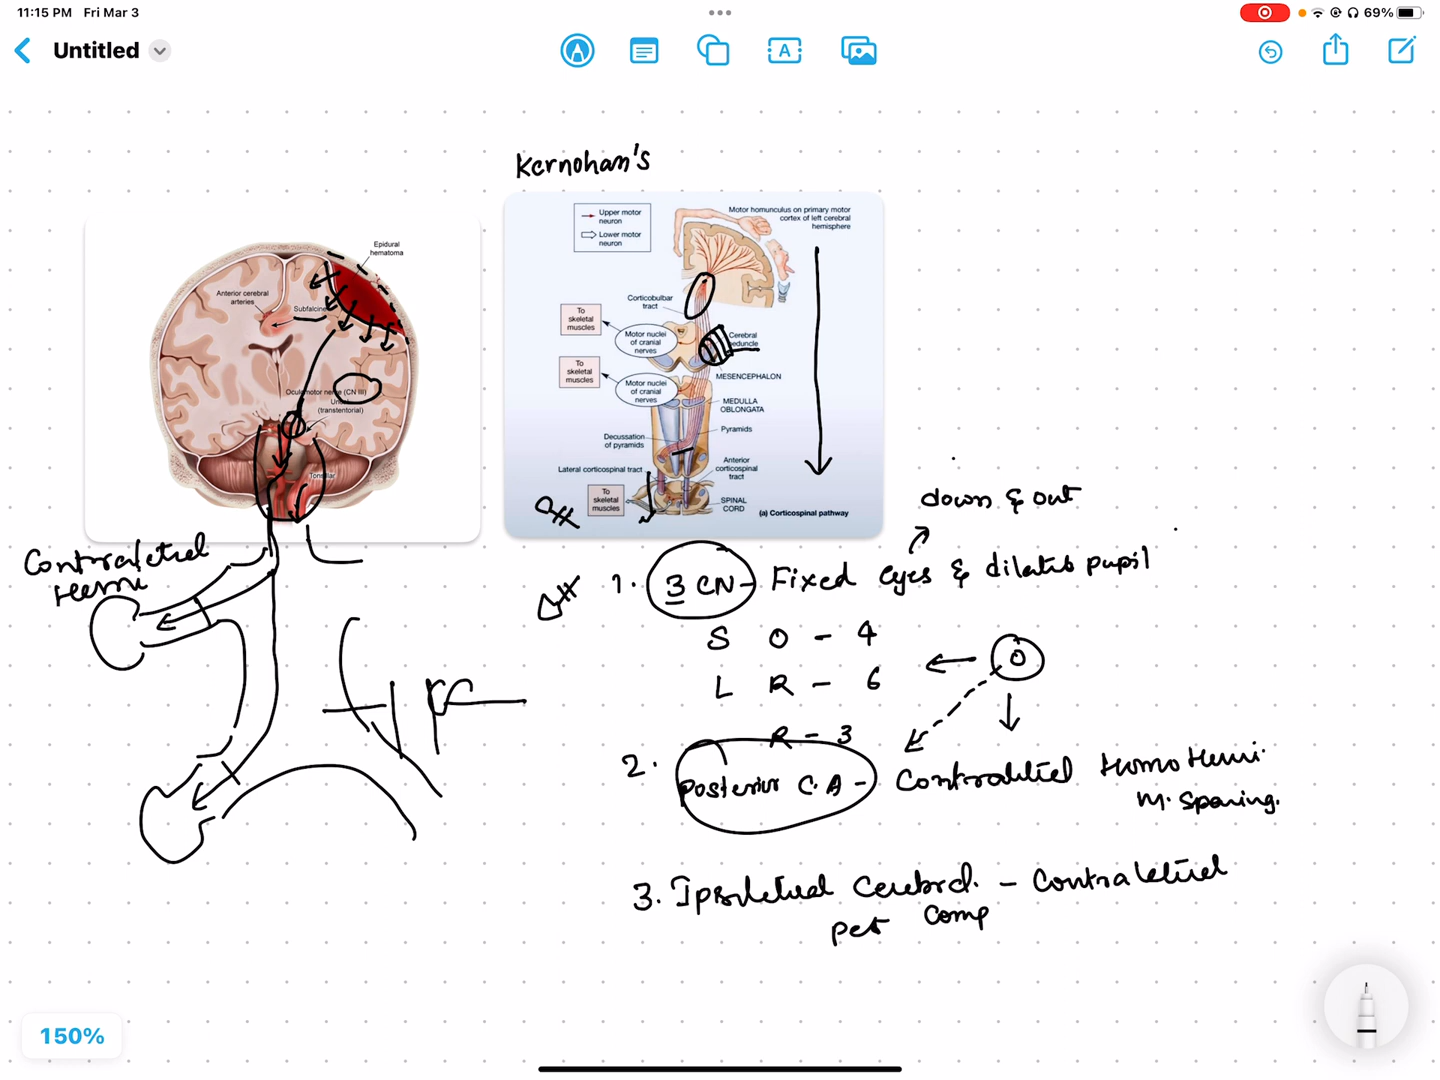 11:15 PM Fri Mar 3
69%
Untitled
Kernohan's
Epidural
hematoma
Anterior cerebral
arteries
Subfalcine
Oculomotor nerve (CN III)
(transtentorial)
Upper motor
neuron
Lower motor
neuron
Motor homunculus on primary motor
cortex of left cerebral
hemisphere
Corticobulbar
tract
To
skeletal
muscles
Motor nuclei
of cranial
nerves
Cerebral
peduncle
MESENCEPHALON
To
skeletal
muscles
Motor nuclei
of cranial
nerves
MEDULLA
OBLONGATA
Pyramids
Decussation
of pyramids
Lateral corticospinal tract
Anterior
corticospinal
tract
To
skeletal
muscles
SPINAL
CORD
(a) Corticospinal pathway
down & out
1. 3 CN - Fixed eyes & dilated pupil
S O - 4
L R - 6
R - 3
2. Posterior C.A - Contralateral Homo Hemi.
M. Sparing.
3. Ipsilateral Cerebral. - Contralateral
Comp
Contralateral
150%